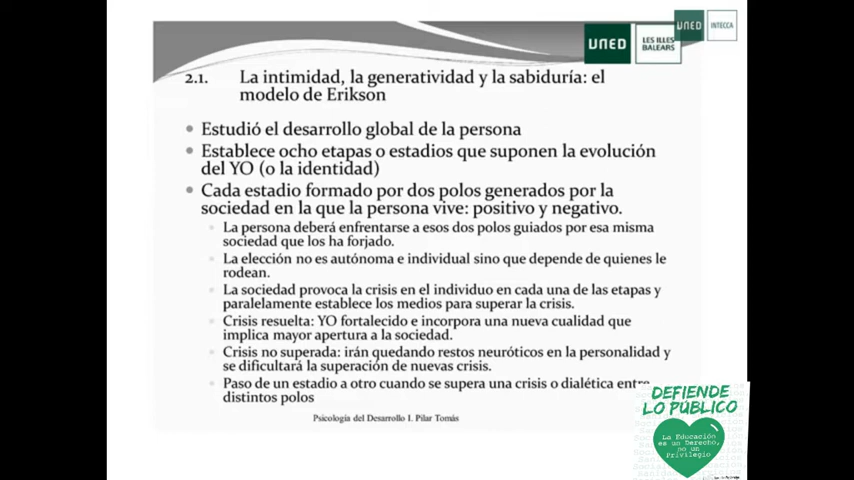 UNED
INTECCA
UNED
LES ILLES
BALEARS
2.1. La intimidad, la generatividad y la sabiduría: el
modelo de Erikson
Estudió el desarrollo global de la persona
Establece ocho etapas o estadios que suponen la evolución
del YO (o la identidad)
Cada estadio formado por dos polos generados por la
sociedad en la que la persona vive: positivo y negativo.
La persona deberá enfrentarse a esos dos polos guiados por esa misma
sociedad que los ha forjado.
La elección no es autónoma e individual sino que depende de quienes le
rodean.
La sociedad provoca la crisis en el individuo en cada una de las etapas y
paralelamente establece los medios para superar la crisis.
Crisis resuelta: YO fortalecido e incorpora una nueva cualidad que
implica mayor apertura a la sociedad.
Crisis no superada: irán quedando restos neuróticos en la personalidad y
se dificultará la superación de nuevas crisis.
Paso de un estadio a otro cuando se supera una crisis o dialética entre
distintos polos
Psicología del Desarrollo I. Pilar Tomás
DEFIENDE
LO PÚBLICO
La Educación
es un Derecho,
no un
Privilegio